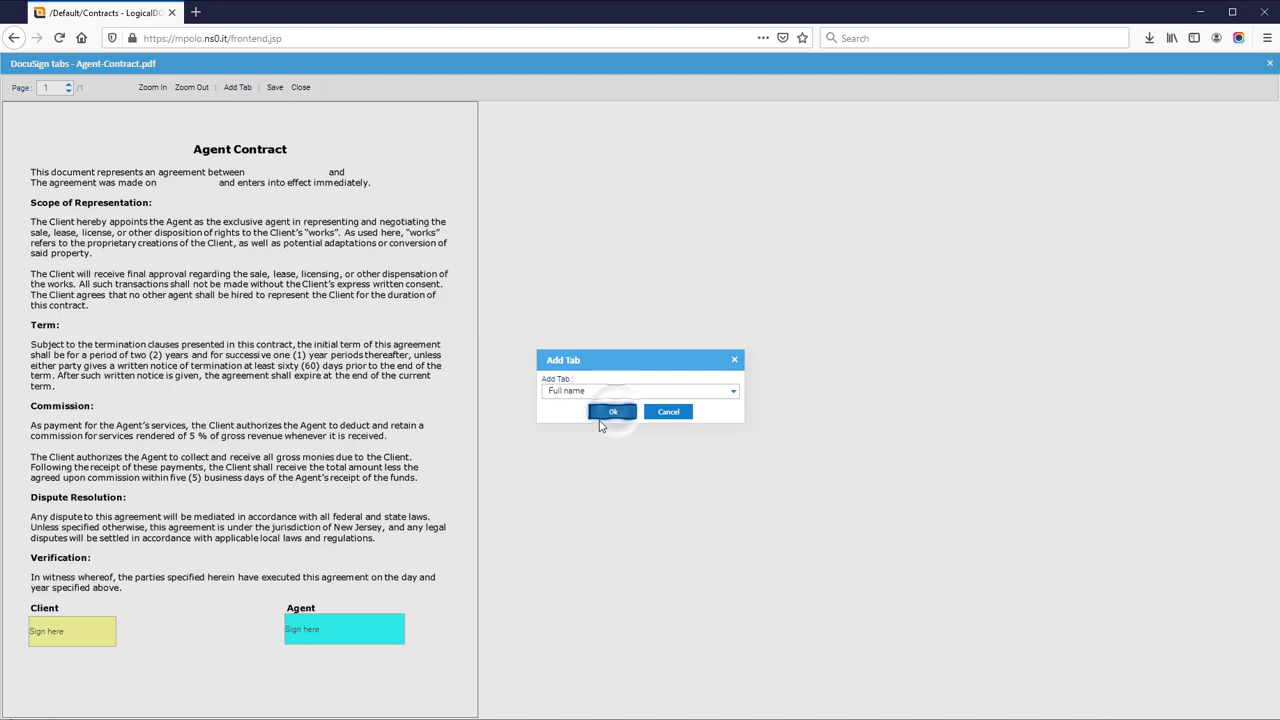 /Default/Contracts - LogicalDO
https://mpolo.ns0.it/frontend.jsp
Search
DocuSign tabs - Agent-Contract.pdf
Page : 1 /1 Zoom In Zoom Out | Add Tab | Save Close
Agent Contract
This document represents an agreement between and
The agreement was made on and enters into effect immediately.
Scope of Representation:
The Client hereby appoints the Agent as the exclusive agent in representing and negotiating the
sale, lease, license, or other disposition of rights to the Client's “works”. As used here, “works”
refers to the proprietary creations of the Client, as well as potential adaptations or conversion of
said property.
The Client will receive final approval regarding the sale, lease, licensing, or other dispensation of
the works. All such transactions shall not be made without the Client's express written consent.
The Client agrees that no other agent shall be hired to represent the Client for the duration of
this contract.
Term:
Subject to the termination clauses presented in this contract, the initial term of this agreement
shall be for a period of two (2) years and for successive one (1) year periods thereafter, unless
either party gives a written notice of termination at least sixty (60) days prior to the end of the
term. After such written notice is given, the agreement shall expire at the end of the current
term.
Commission:
As payment for the Agent's services, the Client authorizes the Agent to deduct and retain a
commission for services rendered of 5 % of gross revenue whenever it is received.
The Client authorizes the Agent to collect and receive all gross monies due to the Client.
Following the receipt of these payments, the Client shall receive the total amount less the
agreed upon commission within five (5) business days of the Agent's receipt of the funds.
Dispute Resolution:
Any dispute to this agreement will be mediated in accordance with all federal and state laws.
Unless specified otherwise, this agreement is under the jurisdiction of New Jersey, and any legal
disputes will be settled in accordance with applicable local laws and regulations.
Verification:
In witness whereof, the parties specified herein have executed this agreement on the day and
year specified above.
Client Agent
Sign here Sign here
Add Tab
Add Tab :
Full name
Ok Cancel